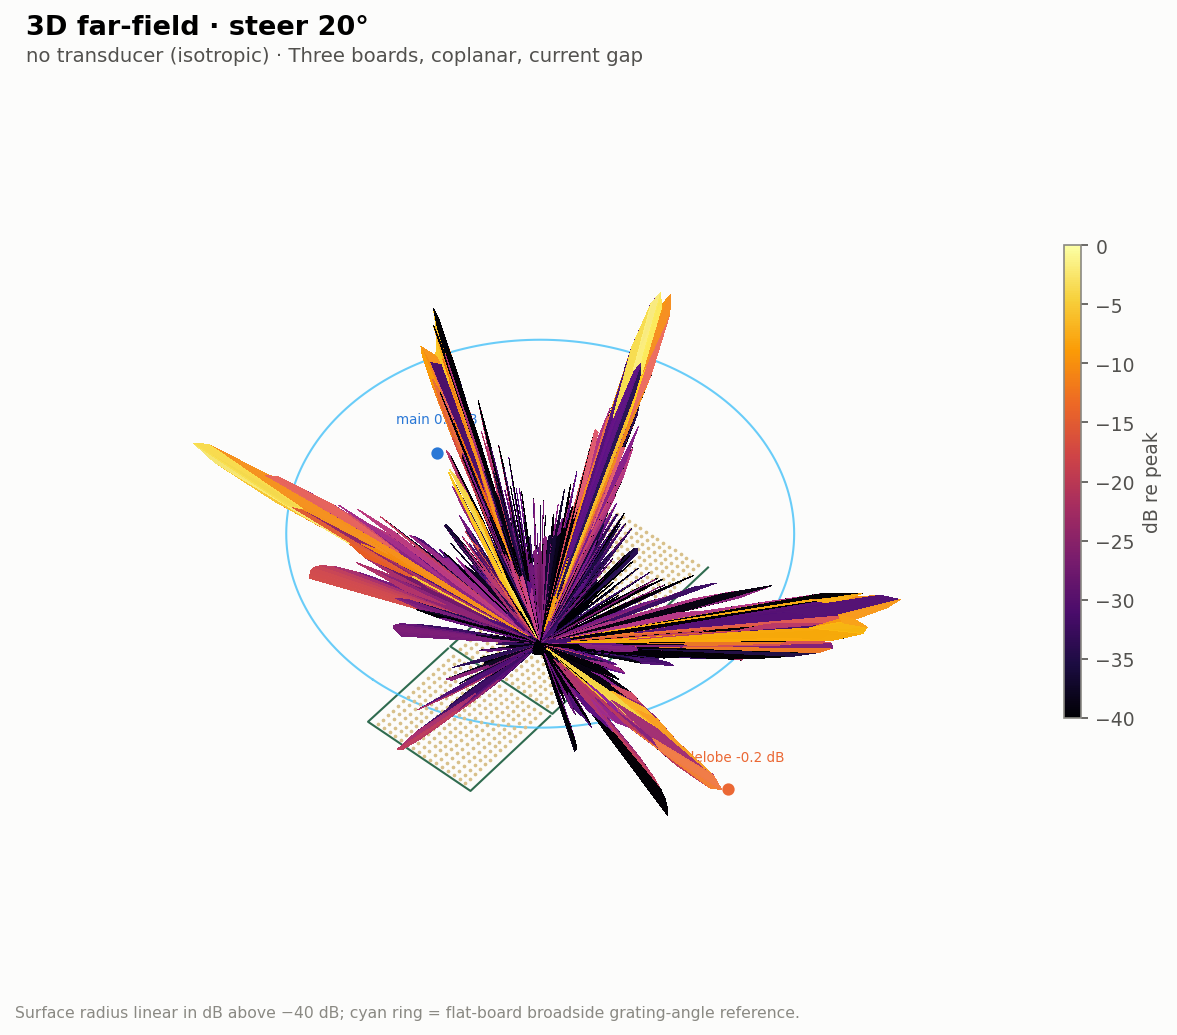 3D far-field · steer 20°
no transducer (isotropic) · Three boards, coplanar, current gap
0
−5
−10
−15
−20
−25
−30
−35
−40
dB re peak
main
-0.2 dB
Surface radius linear in dB above −40 dB; cyan ring = flat-board broadside grating-angle reference.